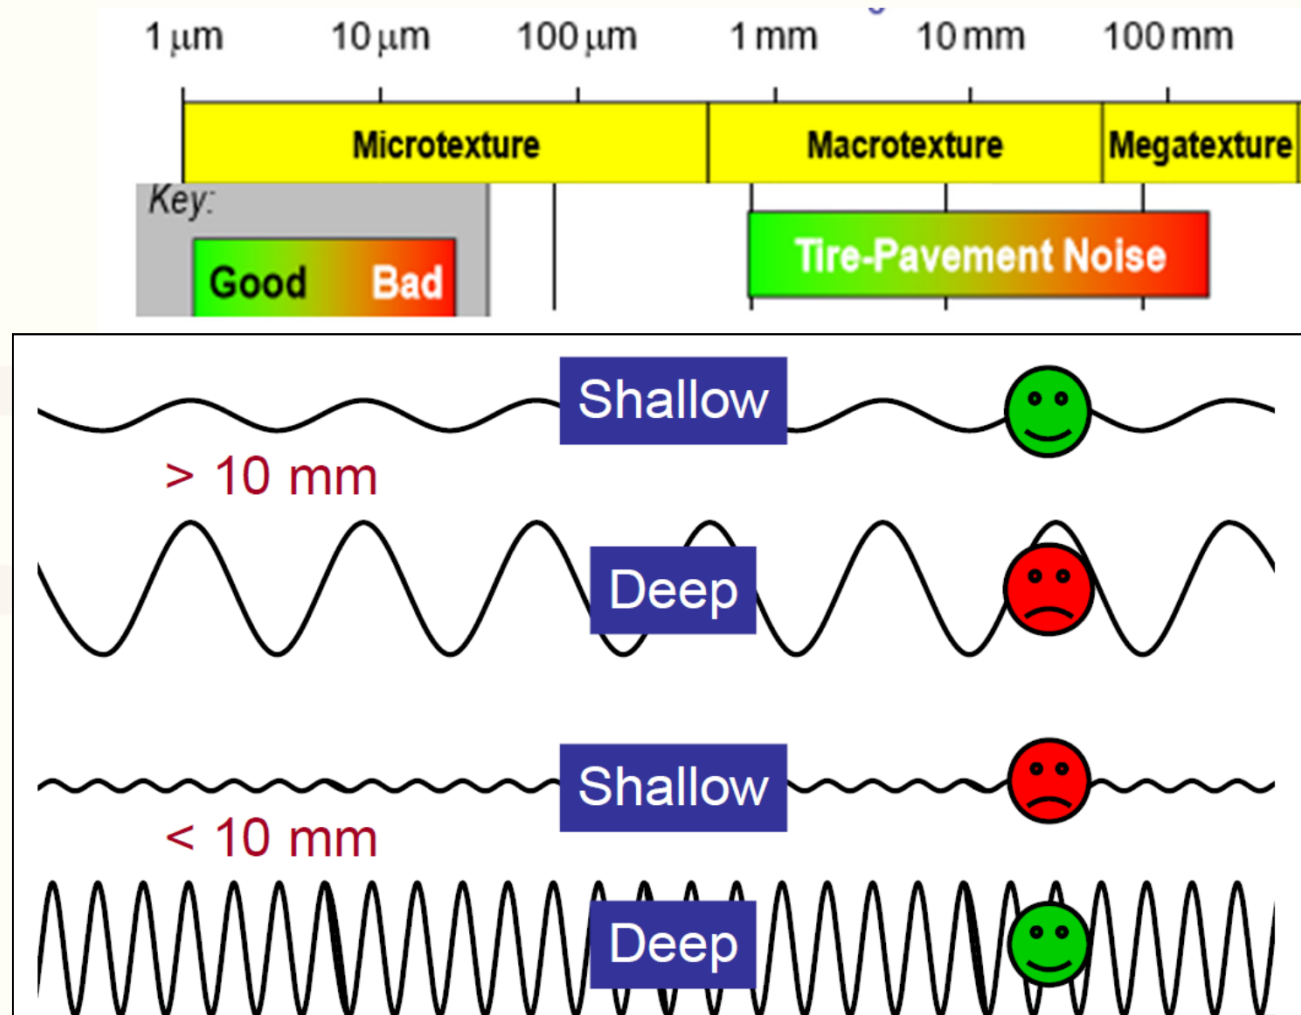 1 μm 10 μm 100 μm 1 mm 10 mm 100 mm
Microtexture Macrotexture Megatexture
Key:
Good Bad
Tire-Pavement Noise
Shallow
> 10 mm
Deep
Shallow
< 10 mm
Deep